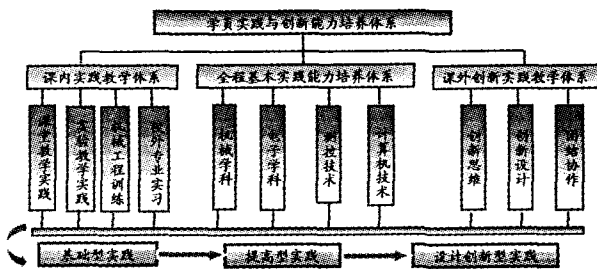 学员实践与创新能力培养体系
课内实践教学体系
全程基本实践能力培养体系
课外创新实践教学体系
课堂教学实践
实验教学实践
机械工程训练
校外专业实习
机械学科
电子学科
测控技术
计算机技术
创新思维
创新设计
团结协作
基础型实践
提高型实践
设计创新型实践